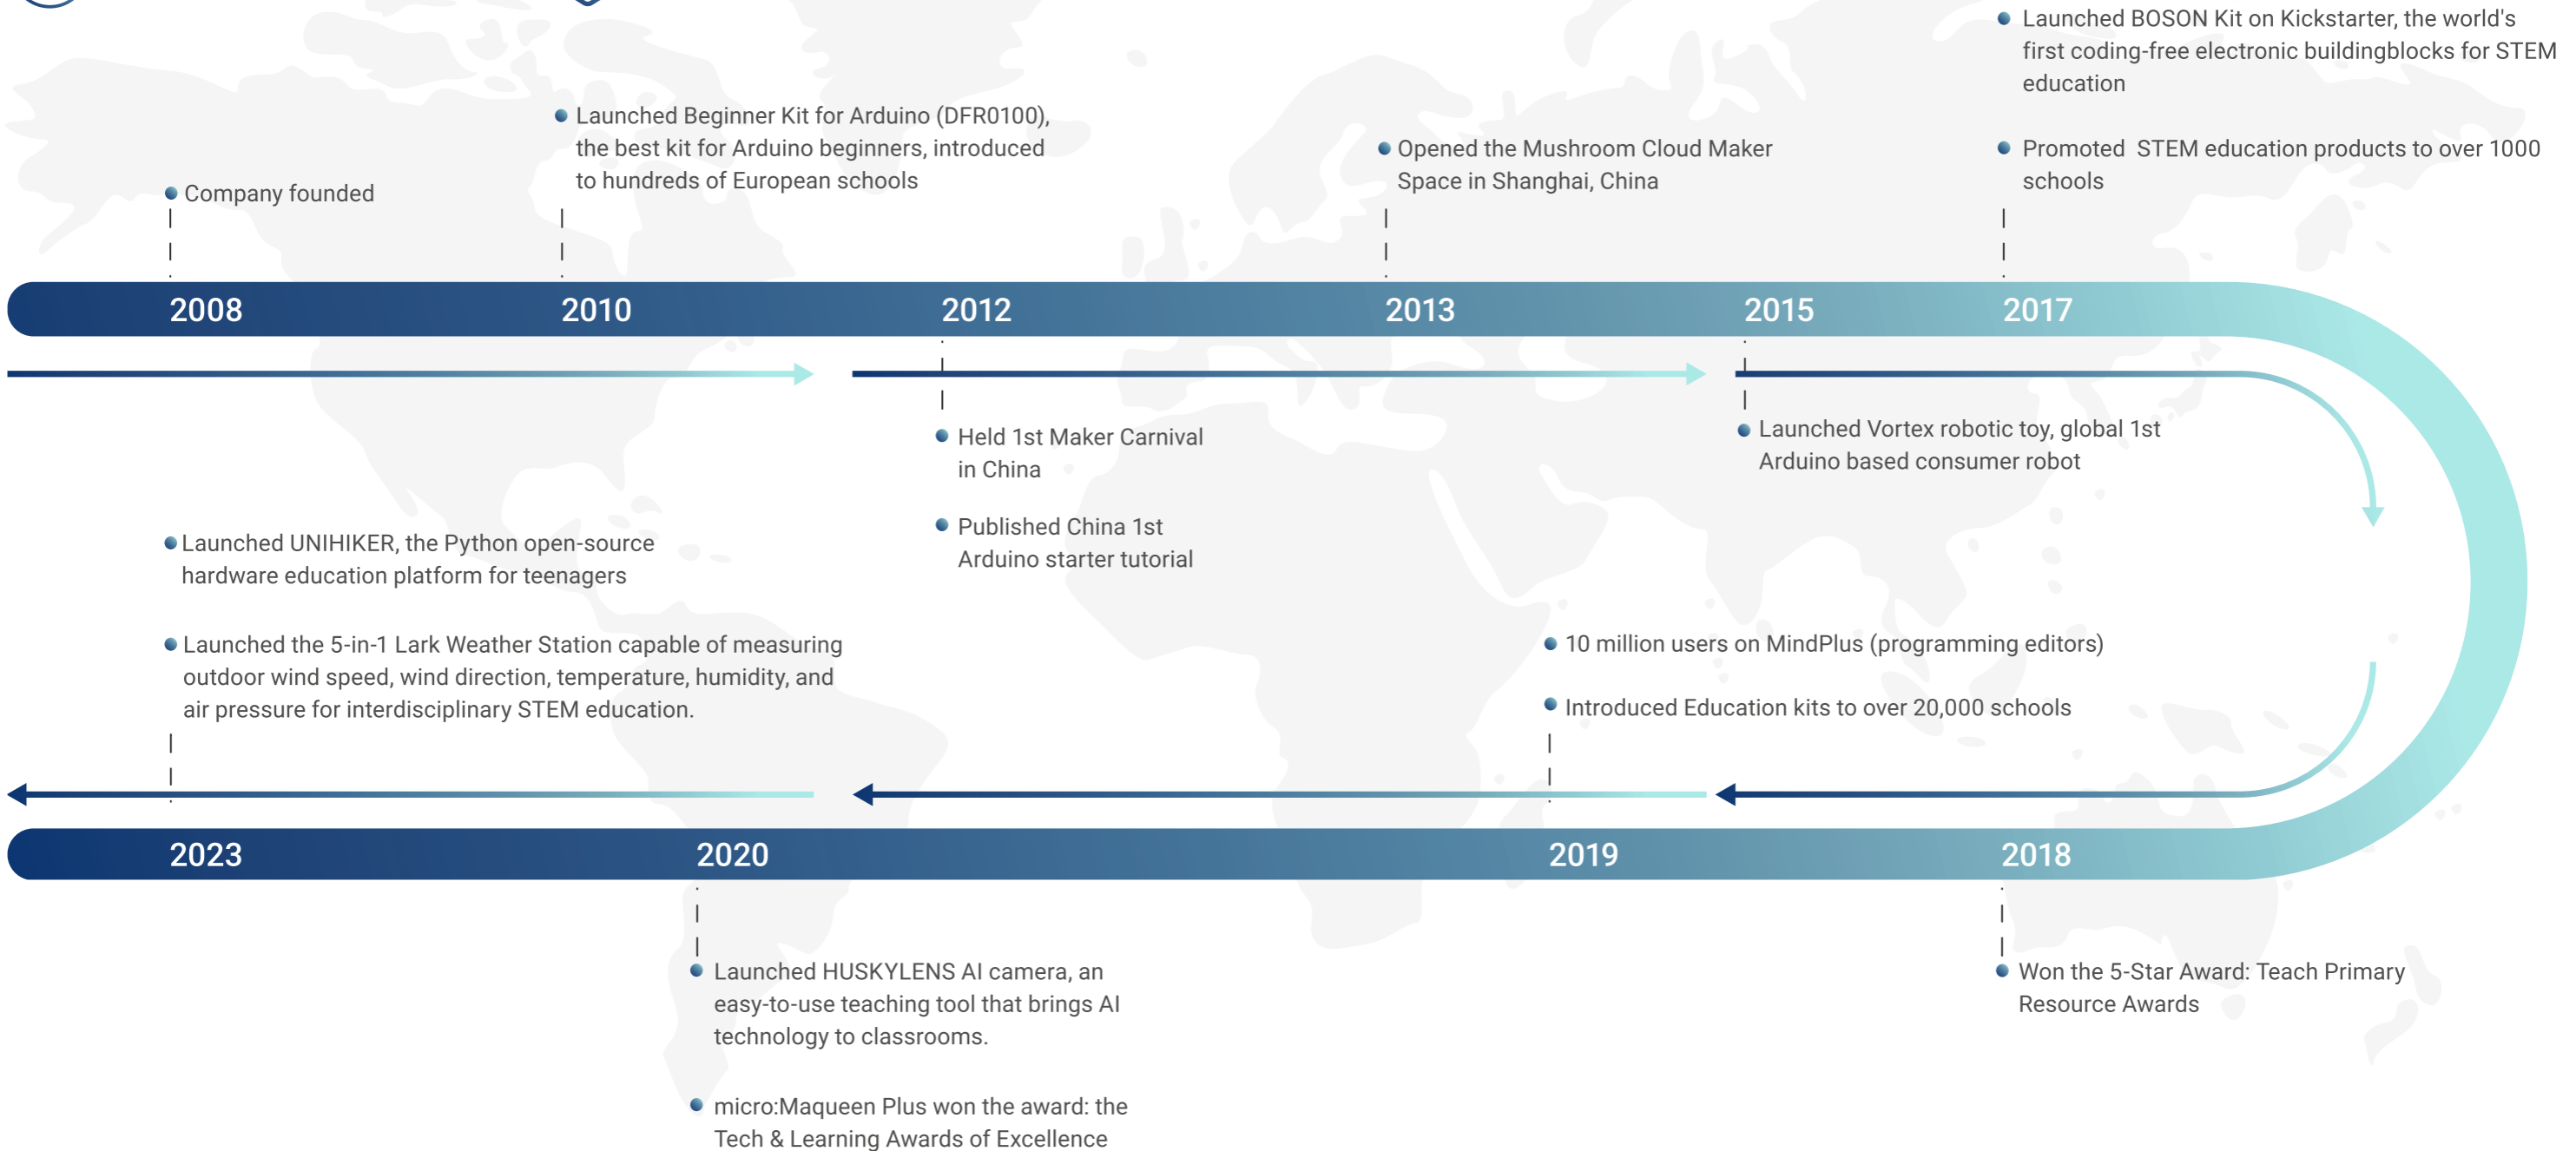 Launched BOSON Kit on Kickstarter, the world's
first coding-free electronic buildingblocks for STEM
education
Launched Beginner Kit for Arduino (DFR0100),
the best kit for Arduino beginners, introduced
to hundreds of European schools
Opened the Mushroom Cloud Maker
Space in Shanghai, China
Promoted  STEM education products to over 1000
schools
Company founded
2008
2010
2012
2013
2015
2017
Held 1st Maker Carnival
in China
Published China 1st
Arduino starter tutorial
Launched Vortex robotic toy, global 1st
Arduino based consumer robot
Launched UNIHIKER, the Python open-source
hardware education platform for teenagers
Launched the 5-in-1 Lark Weather Station capable of measuring
outdoor wind speed, wind direction, temperature, humidity, and
air pressure for interdisciplinary STEM education.
10 million users on MindPlus (programming editors)
Introduced Education kits to over 20,000 schools
2023
2020
2019
2018
Launched HUSKYLENS AI camera, an
easy-to-use teaching tool that brings AI
technology to classrooms.
micro:Maqueen Plus won the award: the
Tech & Learning Awards of Excellence
Won the 5-Star Award: Teach Primary
Resource Awards